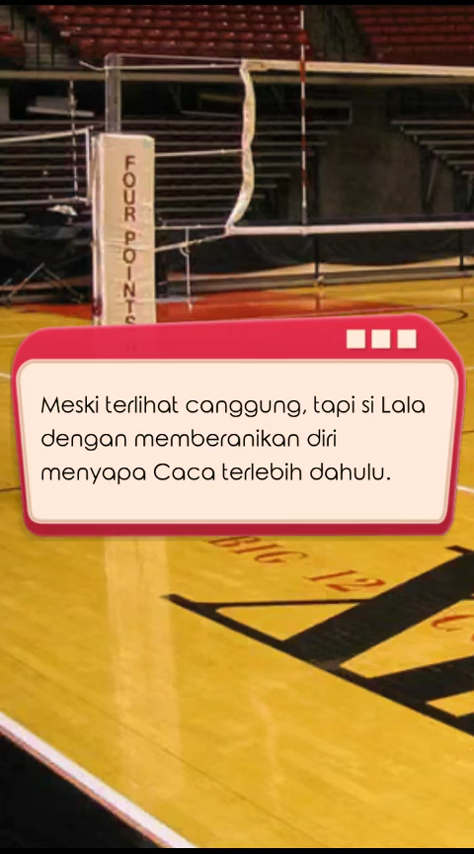 FOUR POINTS
Meski terlihat canggung, tapi si Lala
dengan memberanikan diri
menyapa Caca terlebih dahulu.
BIG 12